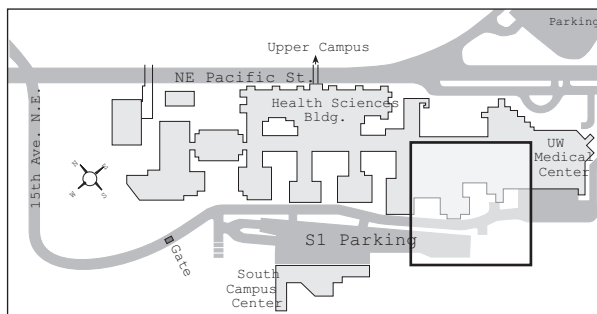 Parking
Upper Campus
NE Pacific St.
Health Sciences
Bldg.
15th Ave. N.E.
UW
Medical
Center
S1 Parking
Gate
South
Campus
Center